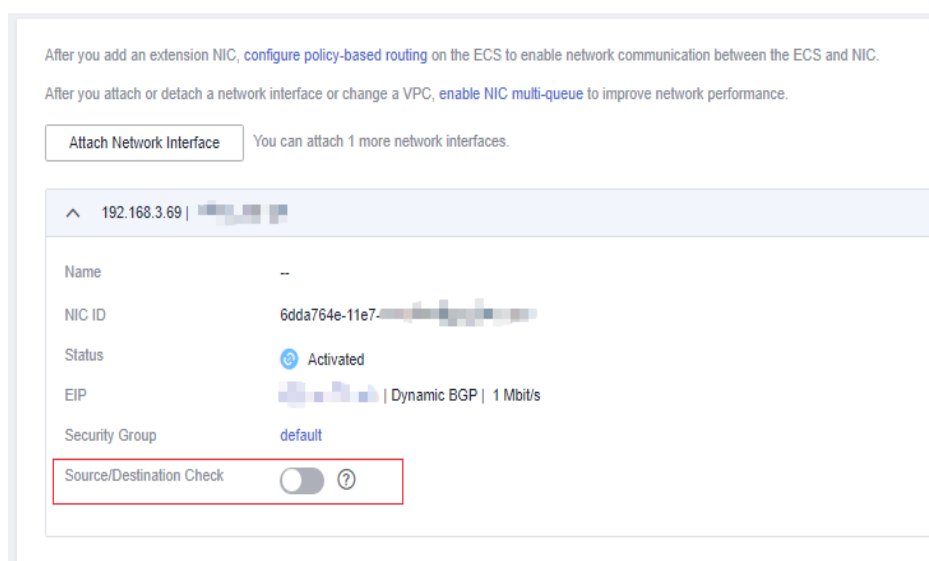 After you add an extension NIC, configure policy-based routing on the ECS to enable network communication between the ECS and NIC.
After you attach or detach a network interface or change a VPC, enable NIC multi-queue to improve network performance.
Attach Network Interface You can attach 1 more network interfaces.
192.168.3.69 |
Name --
NIC ID 6dda764e-11e7-
Status Activated
EIP | Dynamic BGP | 1 Mbit/s
Security Group default
Source/Destination Check ?